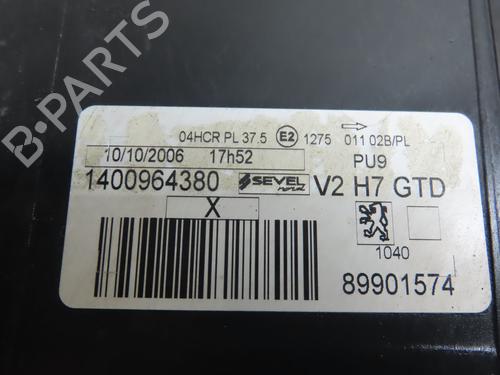 04HCR PL 37.5 E2 1275 011 02B/PL
10/10/2006 17h52 PU9
1400964380 SEVEL V2 H7 GTD
X
1040
89901574
B-PARTS